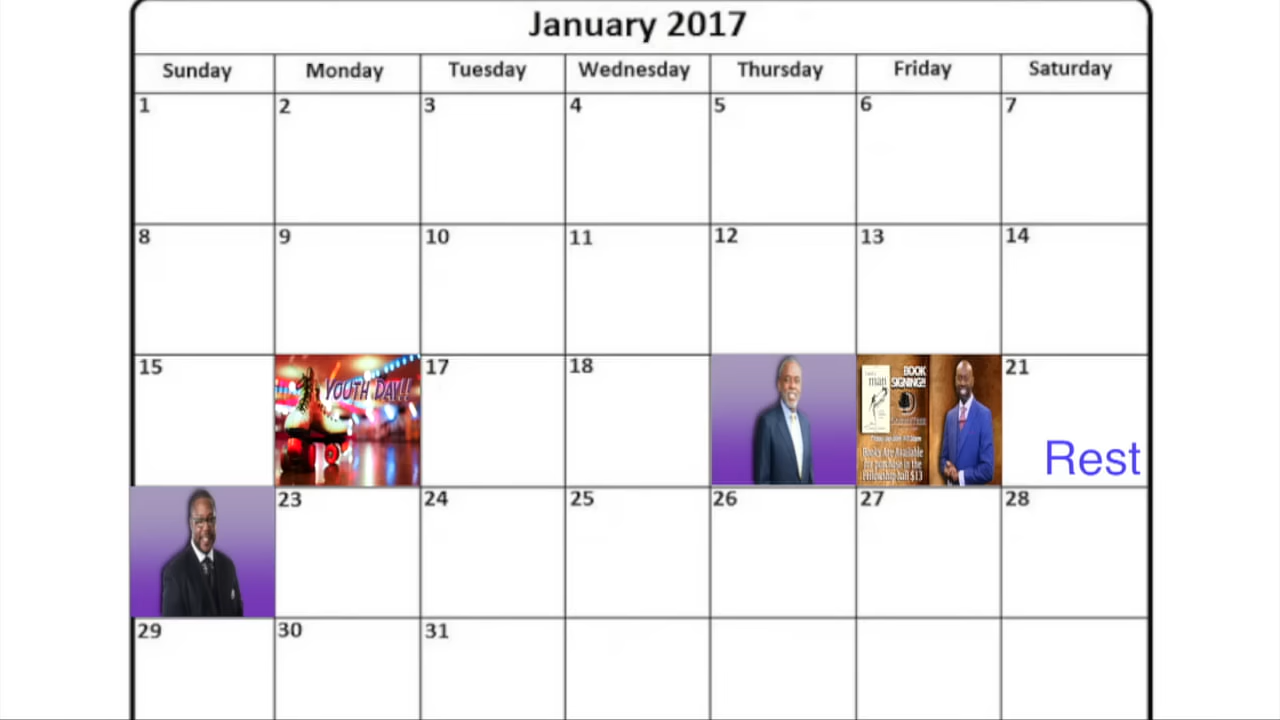 January 2017
Sunday Monday Tuesday Wednesday Thursday Friday Saturday
1 2 3 4 5 6 7
8 9 10 11 12 13 14
15 YOUTH DAY!! 17 18 21
man
BOOK
SIGNING!!
Books Are Available
for purchase in the
Fellowship hall $13
Rest
23 24 25 26 27 28
29 30 31